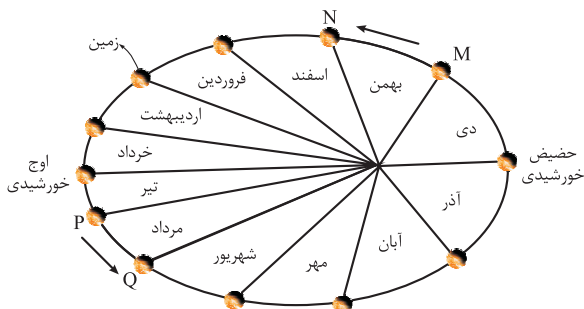 N
M
زمین
فروردین
اسفند
بهمن
اردیبهشت
دی
خرداد
اوج
خورشیدی
حضیض
خورشیدی
تیر
آذر
P
مرداد
شهریور
مهر
آبان
Q